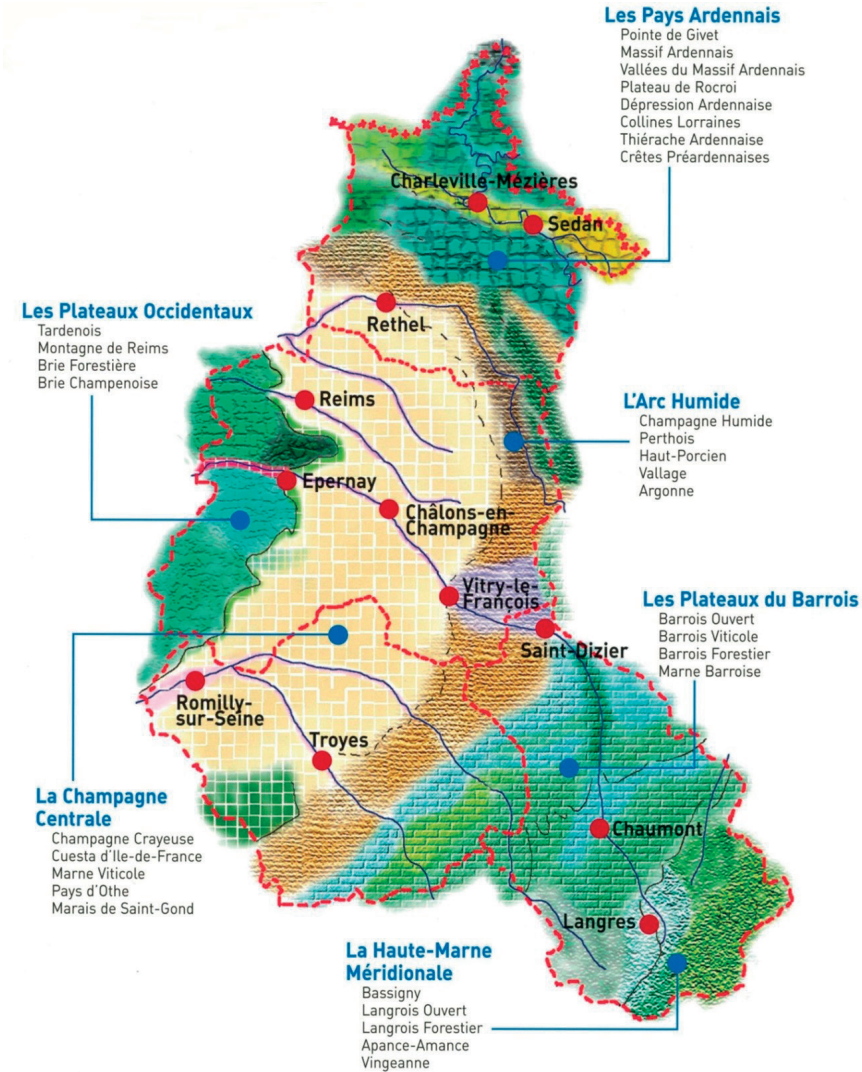 Les Pays Ardennais
Pointe de Givet
Massif Ardennais
Vallées du Massif Ardennais
Plateau de Rocroi
Dépression Ardennaise
Collines Lorraines
Thiérache Ardennaise
Crêtes Préardennaises
Charleville-Mézières
Sedan
Les Plateaux Occidentaux
Tardenois
Montagne de Reims
Brie Forestière
Brie Champenoise
Rethel
Reims
L'Arc Humide
Champagne Humide
Perthois
Haut-Porcien
Vallage
Argonne
Epernay
Châlons-en-
Champagne
Vitry-le-
François
Saint-Dizier
Les Plateaux du Barrois
Barrois Ouvert
Barrois Viticole
Barrois Forestier
Marne Barroise
Romilly-
sur-Seine
Troyes
La Champagne
Centrale
Champagne Crayeuse
Cuesta d'Ile-de-France
Marne Viticole
Pays d'Othe
Marais de Saint-Gond
Chaumont
Langres
La Haute-Marne
Méridionale
Bassigny
Langrois Ouvert
Langrois Forestier
Apance-Amance
Vingeanne